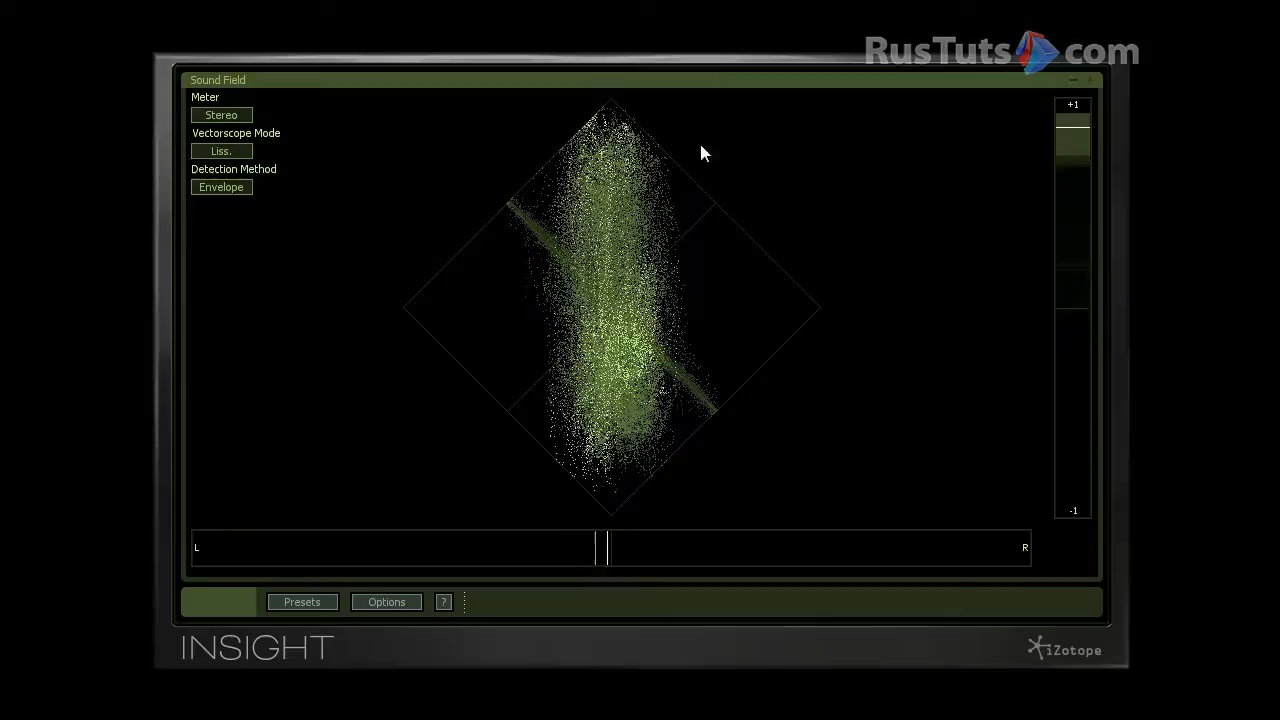 RusTuts.com
Sound Field
Meter
Stereo
+1
Vectorscope Mode
Liss.
Detection Method
Envelope
-1
L
R
Presets
Options
?
INSIGHT
iZotope